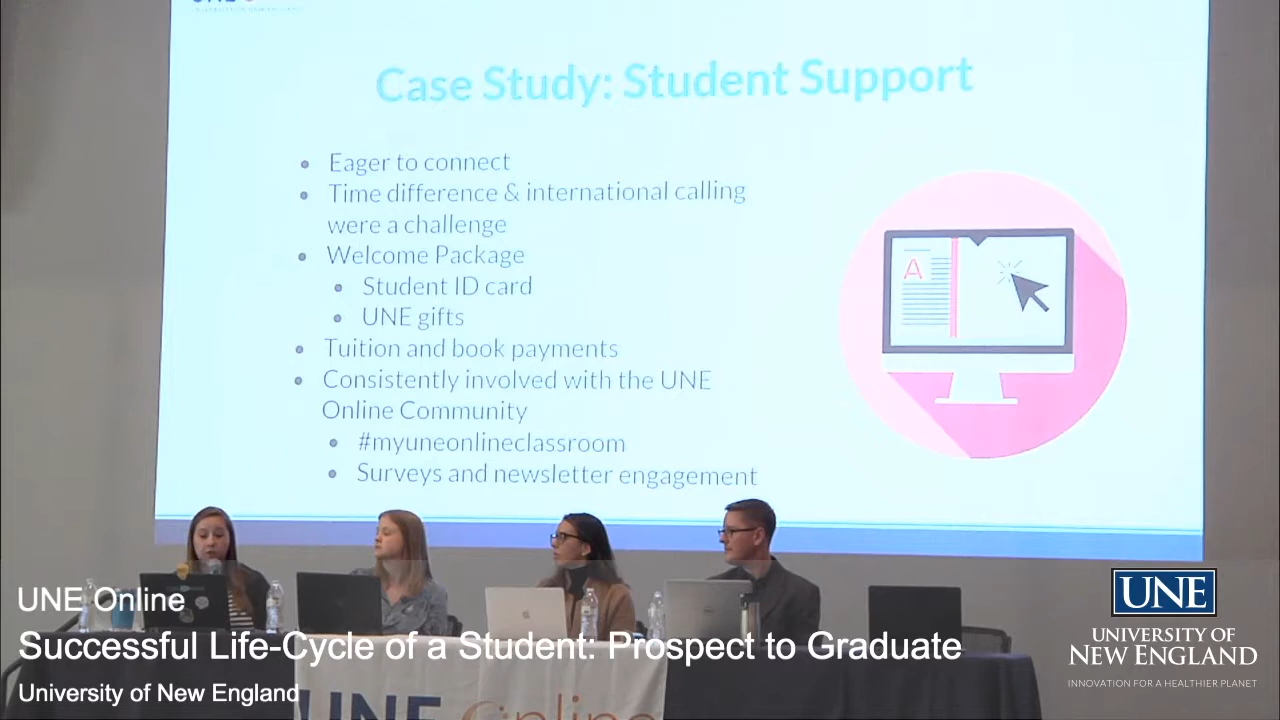 UNE
Case Study: Student Support
• Eager to connect
• Time difference & international calling
were a challenge
• Welcome Package
• Student ID card
• UNE gifts
• Tuition and book payments
• Consistently involved with the UNE
Online Community
• #myuneonlineclassroom
• Surveys and newsletter engagement
A
UNE Online
Successful Life-Cycle of a Student: Prospect to Graduate
University of New England
UNE Online
UNE
UNIVERSITY OF
NEW ENGLAND
INNOVATION FOR A HEALTHIER PLANET